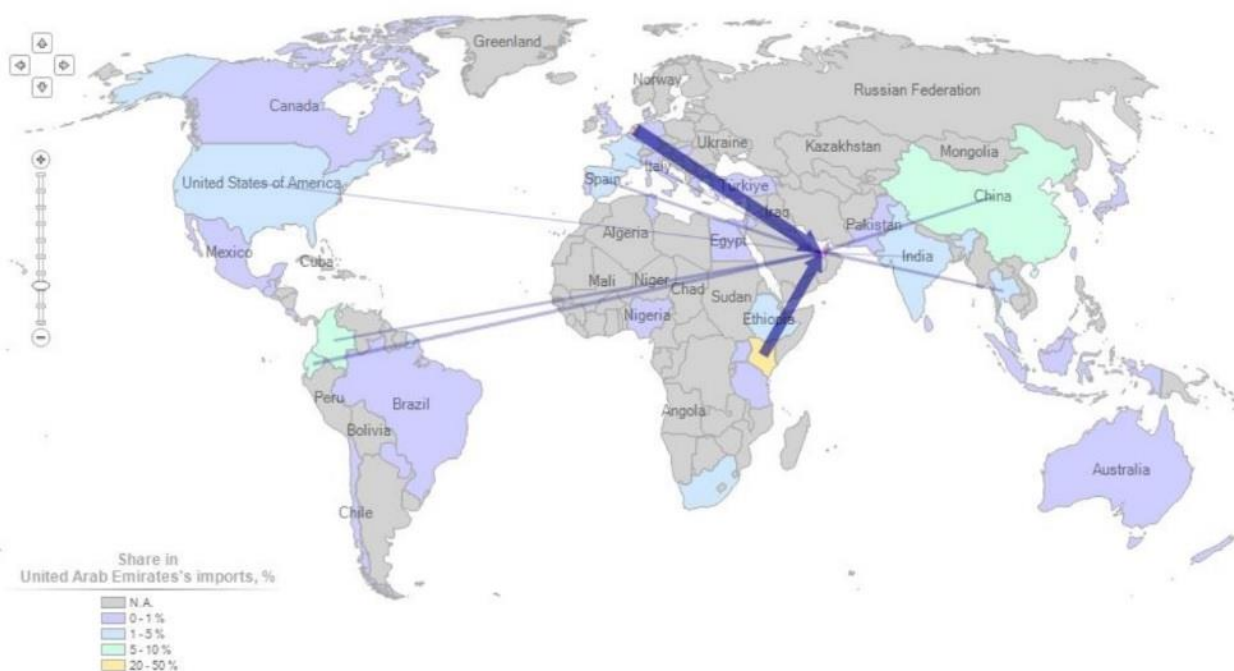 Greenland
Norway
Russian Federation
Canada
Ukraine
Kazakhstan
Mongolia
Italy
Spain
Türkiye
United States of America
China
Iraq
Pakistan
Algeria
Egypt
Mexico
India
Cuba
Mali
Niger
Chad
Sudan
Nigeria
Ethiopia
Peru
Brazil
Angola
Bolivia
Australia
Chile
Share in
United Arab Emirates's imports, %
N.A.
0 - 1 %
1 - 5 %
5 - 10 %
20 - 50 %